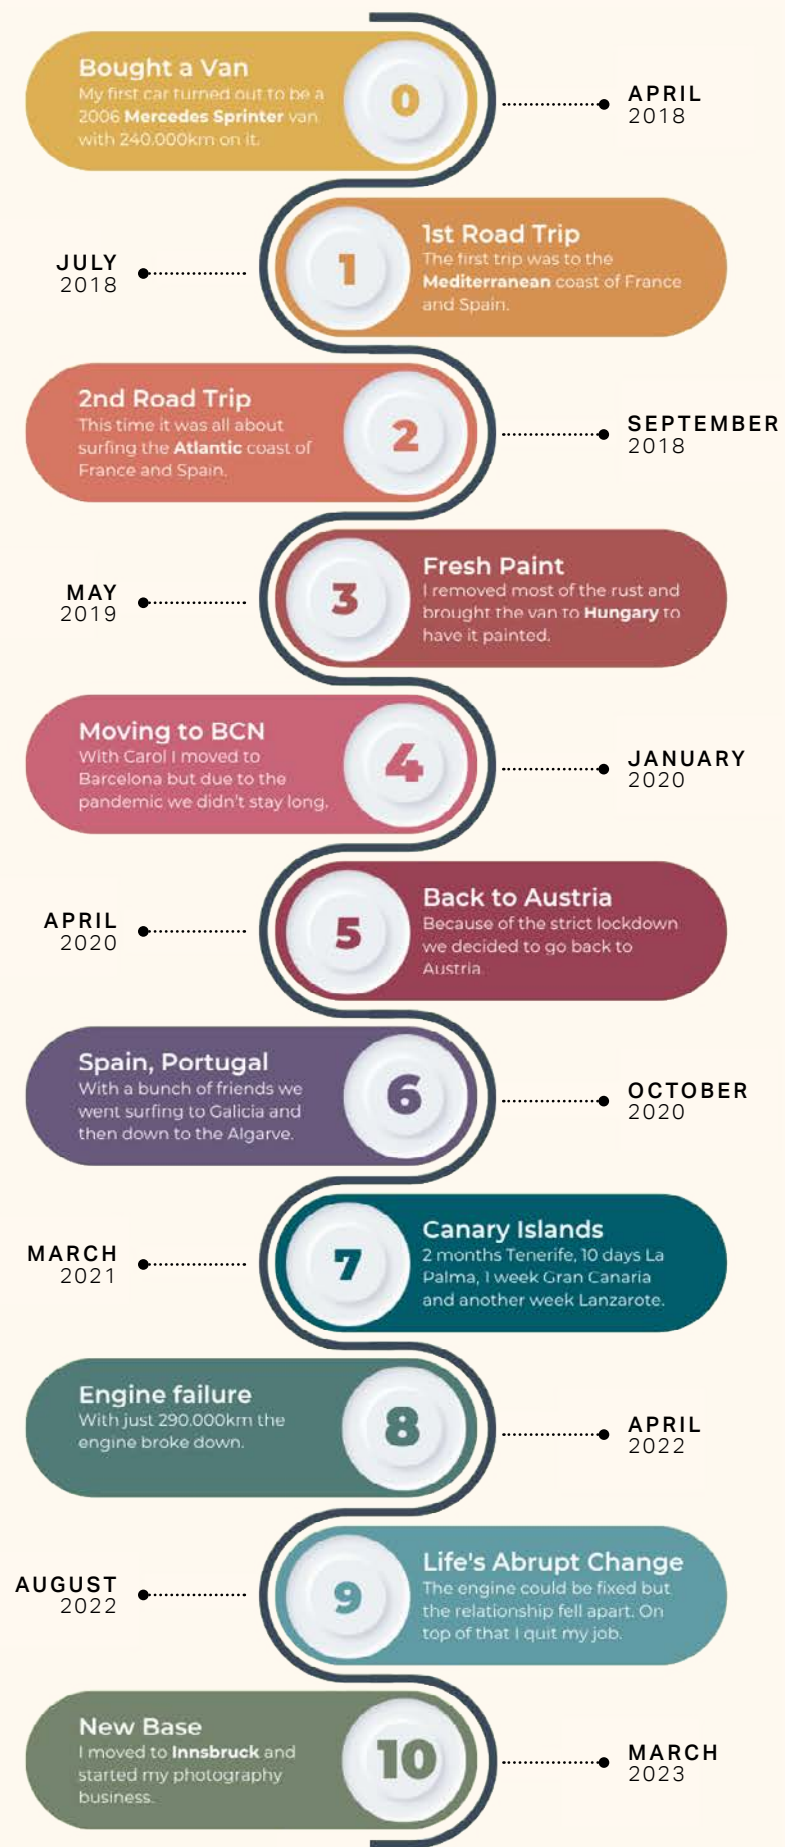 Bought a Van
My first car turned out to be a
2006 Mercedes Sprinter van
with 240.000km on it.
0
APRIL
2018
JULY
2018
1
1st Road Trip
The first trip was to the
Mediterranean coast of France
and Spain.
2nd Road Trip
This time it was all about
surfing the Atlantic coast of
France and Spain.
2
SEPTEMBER
2018
MAY
2019
3
Fresh Paint
I removed most of the rust and
brought the van to Hungary to
have it painted.
Moving to BCN
With Carol I moved to
Barcelona but due to the
pandemic we didn't stay long.
4
JANUARY
2020
APRIL
2020
5
Back to Austria
Because of the strict lockdown
we decided to go back to
Austria.
Spain, Portugal
With a bunch of friends we
went surfing to Galicia and
then down to the Algarve.
6
OCTOBER
2020
MARCH
2021
7
Canary Islands
2 months Tenerife, 10 days La
Palma, 1 week Gran Canaria
and another week Lanzarote.
Engine failure
With just 290.000km the
engine broke down.
8
APRIL
2022
AUGUST
2022
9
Life's Abrupt Change
The engine could be fixed but
the relationship fell apart. On
top of that I quit my job.
New Base
I moved to Innsbruck and
started my photography
business.
10
MARCH
2023